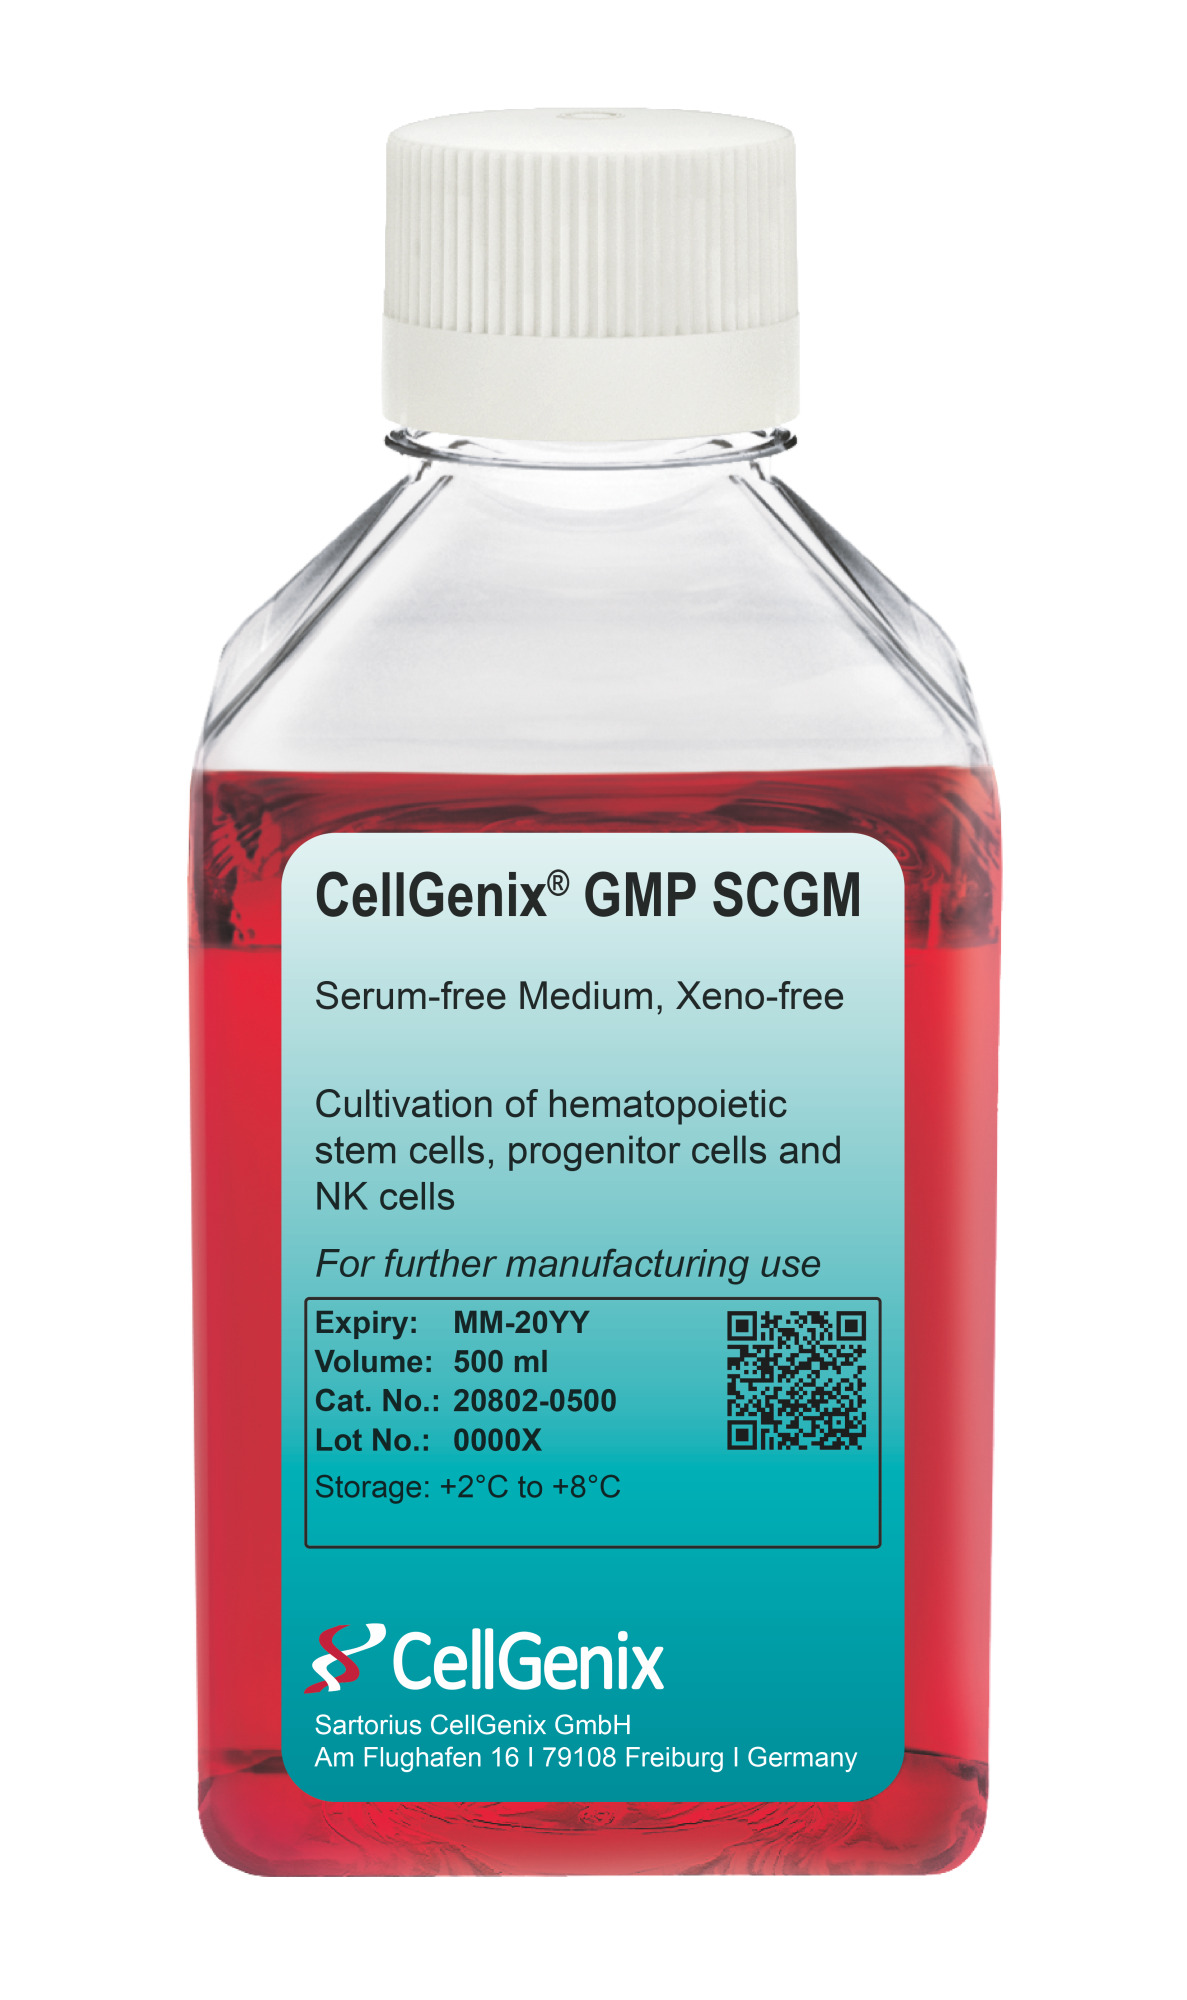 CellGenix® GMP SCGM
Serum-free Medium, Xeno-free
Cultivation of hematopoietic
stem cells, progenitor cells and
NK cells
For further manufacturing use
Expiry: MM-20YY
Volume: 500 ml
Cat. No.: 20802-0500
Lot No.: 0000X
Storage: +2°C to +8°C
CellGenix
Sartorius CellGenix GmbH
Am Flughafen 16 I 79108 Freiburg I Germany